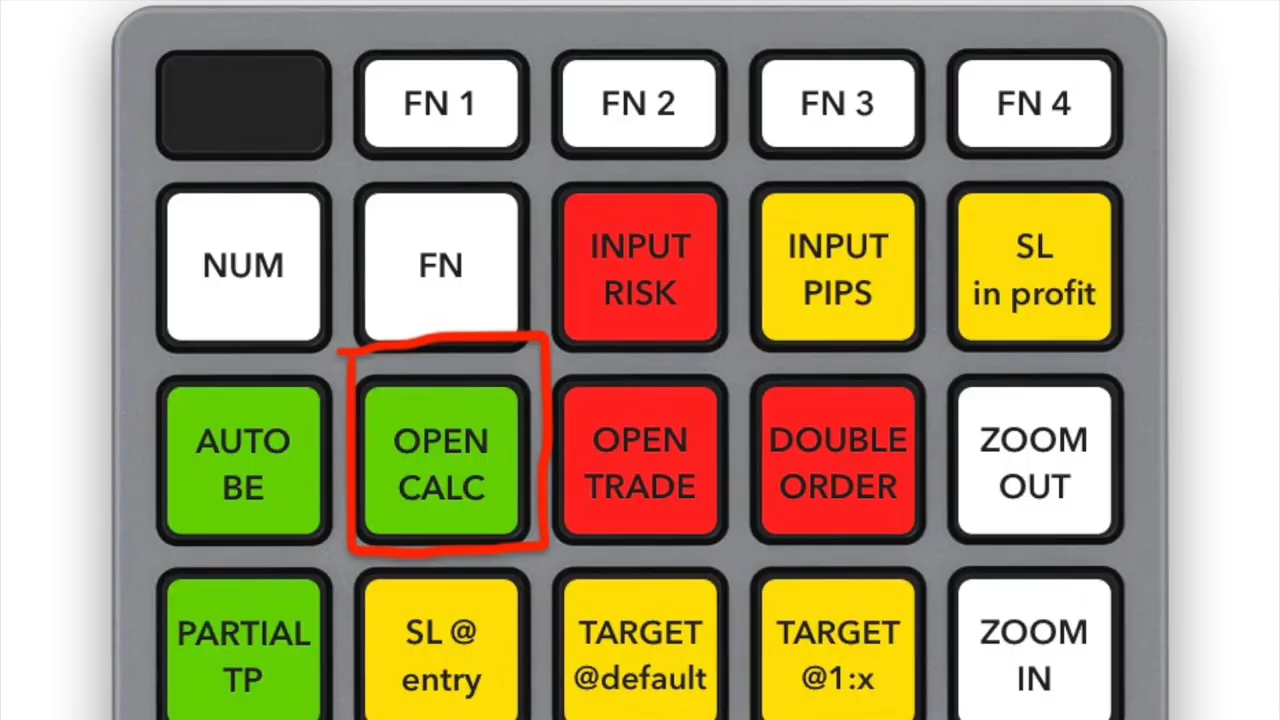 FN 1
FN 2
FN 3
FN 4
NUM
FN
INPUT
RISK
INPUT
PIPS
SL
in profit
AUTO
BE
OPEN
CALC
OPEN
TRADE
DOUBLE
ORDER
ZOOM
OUT
PARTIAL
TP
SL @
entry
TARGET
@default
TARGET
@1:x
ZOOM
IN